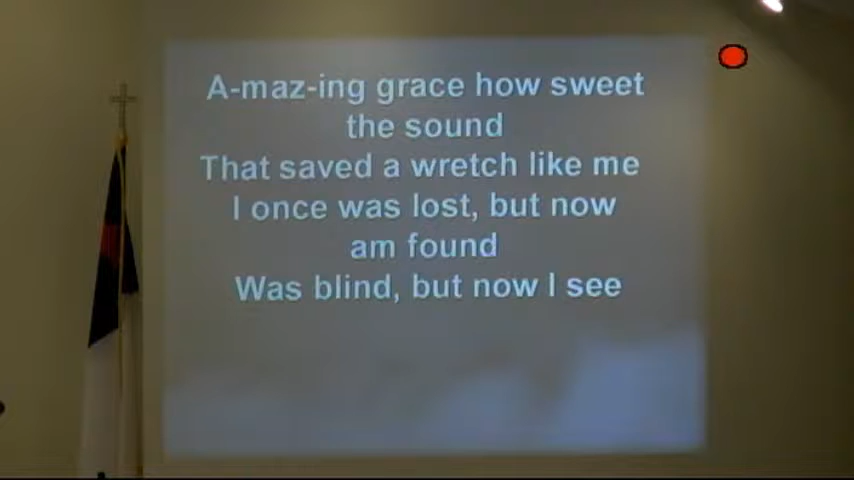 A-maz-ing grace how sweet
the sound
That saved a wretch like me
I once was lost, but now
am found
Was blind, but now I see